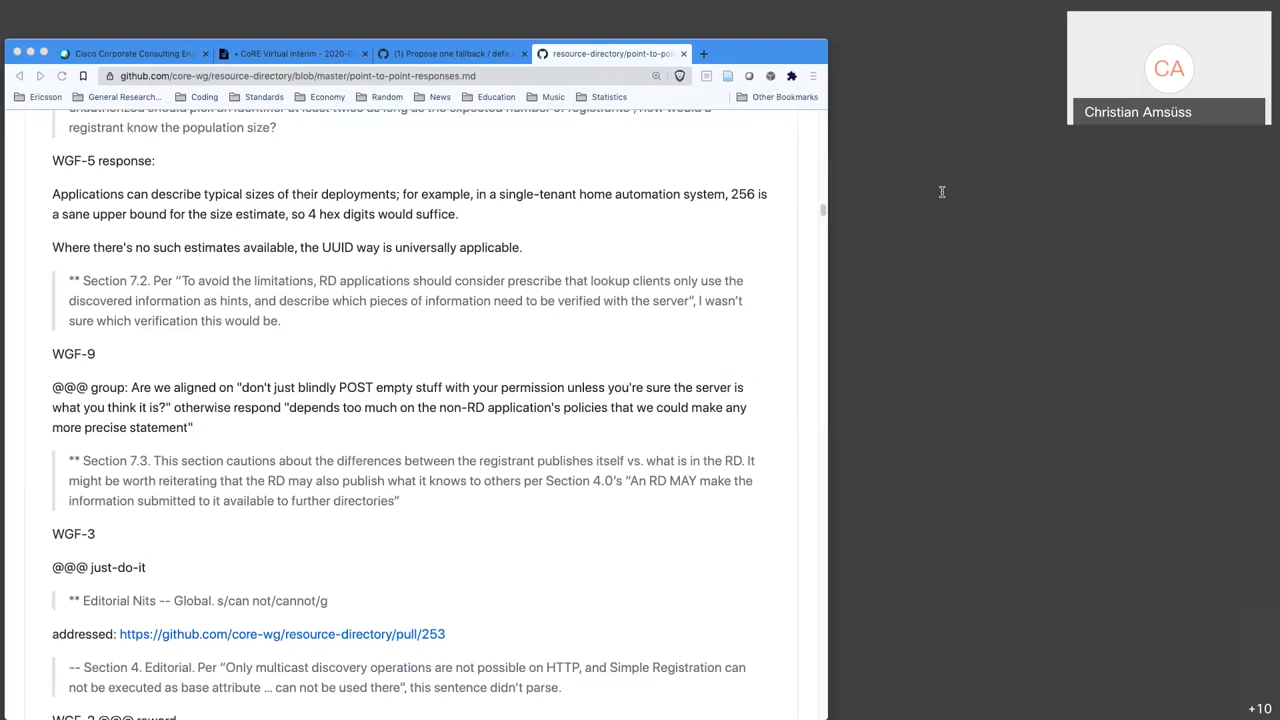 Cisco Corporate Consulting En
• CoRE Virtual interim - 2020-
(1) Propose one fallback / defau
resource-directory/point-to-poi
github.com/core-wg/resource-directory/blob/master/point-to-point-responses.md
Ericsson
General Research...
Coding
Standards
Economy
Random
News
Education
Music
Statistics
Other Bookmarks
registrant know the population size?
WGF-5 response:
Applications can describe typical sizes of their deployments; for example, in a single-tenant home automation system, 256 is
a sane upper bound for the size estimate, so 4 hex digits would suffice.
Where there's no such estimates available, the UUID way is universally applicable.
** Section 7.2. Per “To avoid the limitations, RD applications should consider prescribe that lookup clients only use the
discovered information as hints, and describe which pieces of information need to be verified with the server”, I wasn’t
sure which verification this would be.
WGF-9
@@@ group: Are we aligned on "don't just blindly POST empty stuff with your permission unless you're sure the server is
what you think it is?" otherwise respond "depends too much on the non-RD application's policies that we could make any
more precise statement"
** Section 7.3. This section cautions about the differences between the registrant publishes itself vs. what is in the RD. It
might be worth reiterating that the RD may also publish what it knows to others per Section 4.0’s “An RD MAY make the
information submitted to it available to further directories”
WGF-3
@@@ just-do-it
** Editorial Nits -- Global. s/can not/cannot/g
addressed: https://github.com/core-wg/resource-directory/pull/253
-- Section 4. Editorial. Per “Only multicast discovery operations are not possible on HTTP, and Simple Registration can
not be executed as base attribute … can not be used there”, this sentence didn’t parse.
WGF-2 @@@ reword
CA
Christian Amsüss
+10